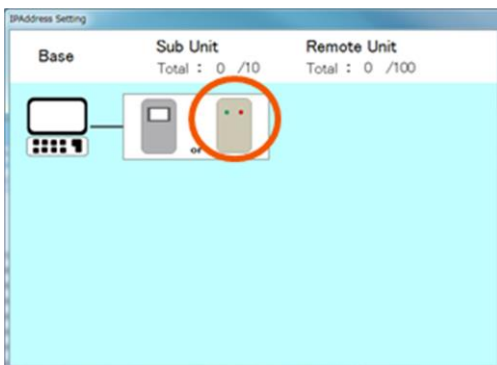 IPAddress Setting
Base
Sub Unit
Total : 0 /10
Remote Unit
Total : 0 /100
or